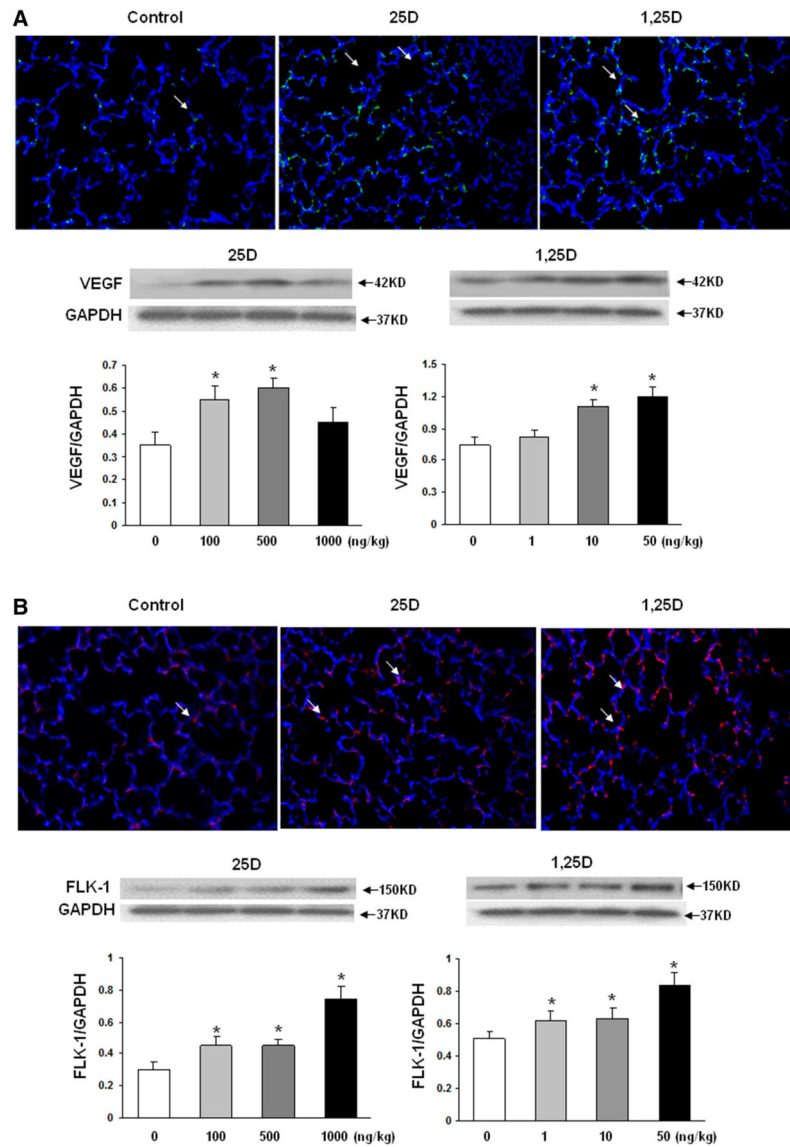 A
Control 25D 1,25D
25D 1,25D
VEGF ←42KD ←42KD
GAPDH ←37KD ←37KD
VEGF/GAPDH
0.7
0.6
0.5
0.4
0.3
0.2
0.1
0
* *
0 100 500 1000 (ng/kg)
VEGF/GAPDH
1.5
1.2
0.9
0.6
0.3
0
* *
0 1 10 50 (ng/kg)
B
Control 25D 1,25D
25D 1,25D
FLK-1 ←150KD ←150KD
GAPDH ←37KD ←37KD
FLK-1/GAPDH
1
0.8
0.6
0.4
0.2
0
* * *
0 100 500 1000 (ng/kg)
FLK-1/GAPDH
1
0.8
0.6
0.4
0.2
0
* * *
0 1 10 50 (ng/kg)